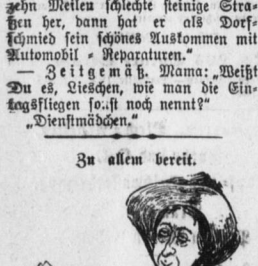 zehn Meilen schlechte steinige Stra-
ßen her, dann hat er als Dorf-
schmied sein schönes Auskommen mit
Automobil - Reparaturen.“
— Zeitgemäß. Mama: „Weißt
Du es, Lieschen, wie man die Ein-
tagsfliegen sonst noch nennt?“
„Dienstmädchen.“
Zu allem bereit.